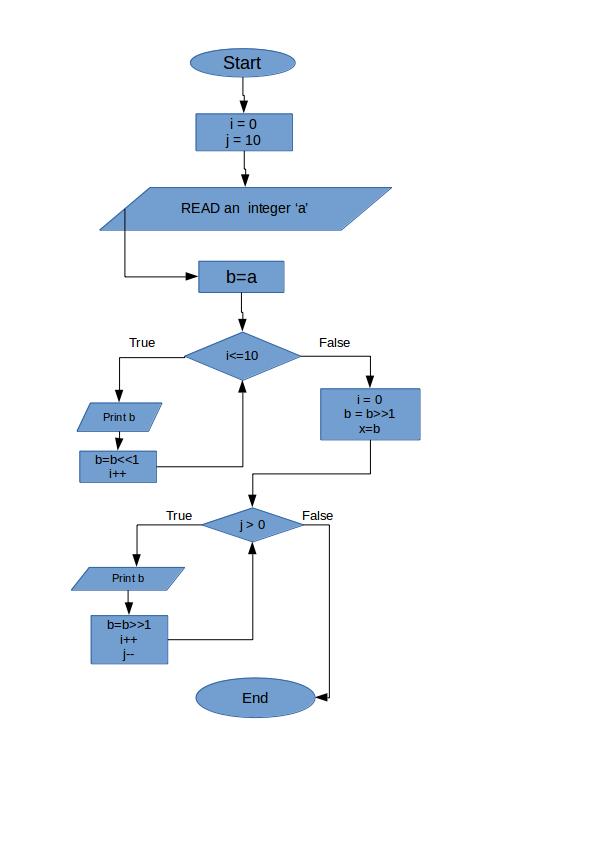 Start
i = 0
j = 10
READ an integer ‘a’
b=a
True
i<=10
False
Print b
b=b<<1
i++
i = 0
b = b>>1
x=b
True
j > 0
False
Print b
b=b>>1
i++
j--
End